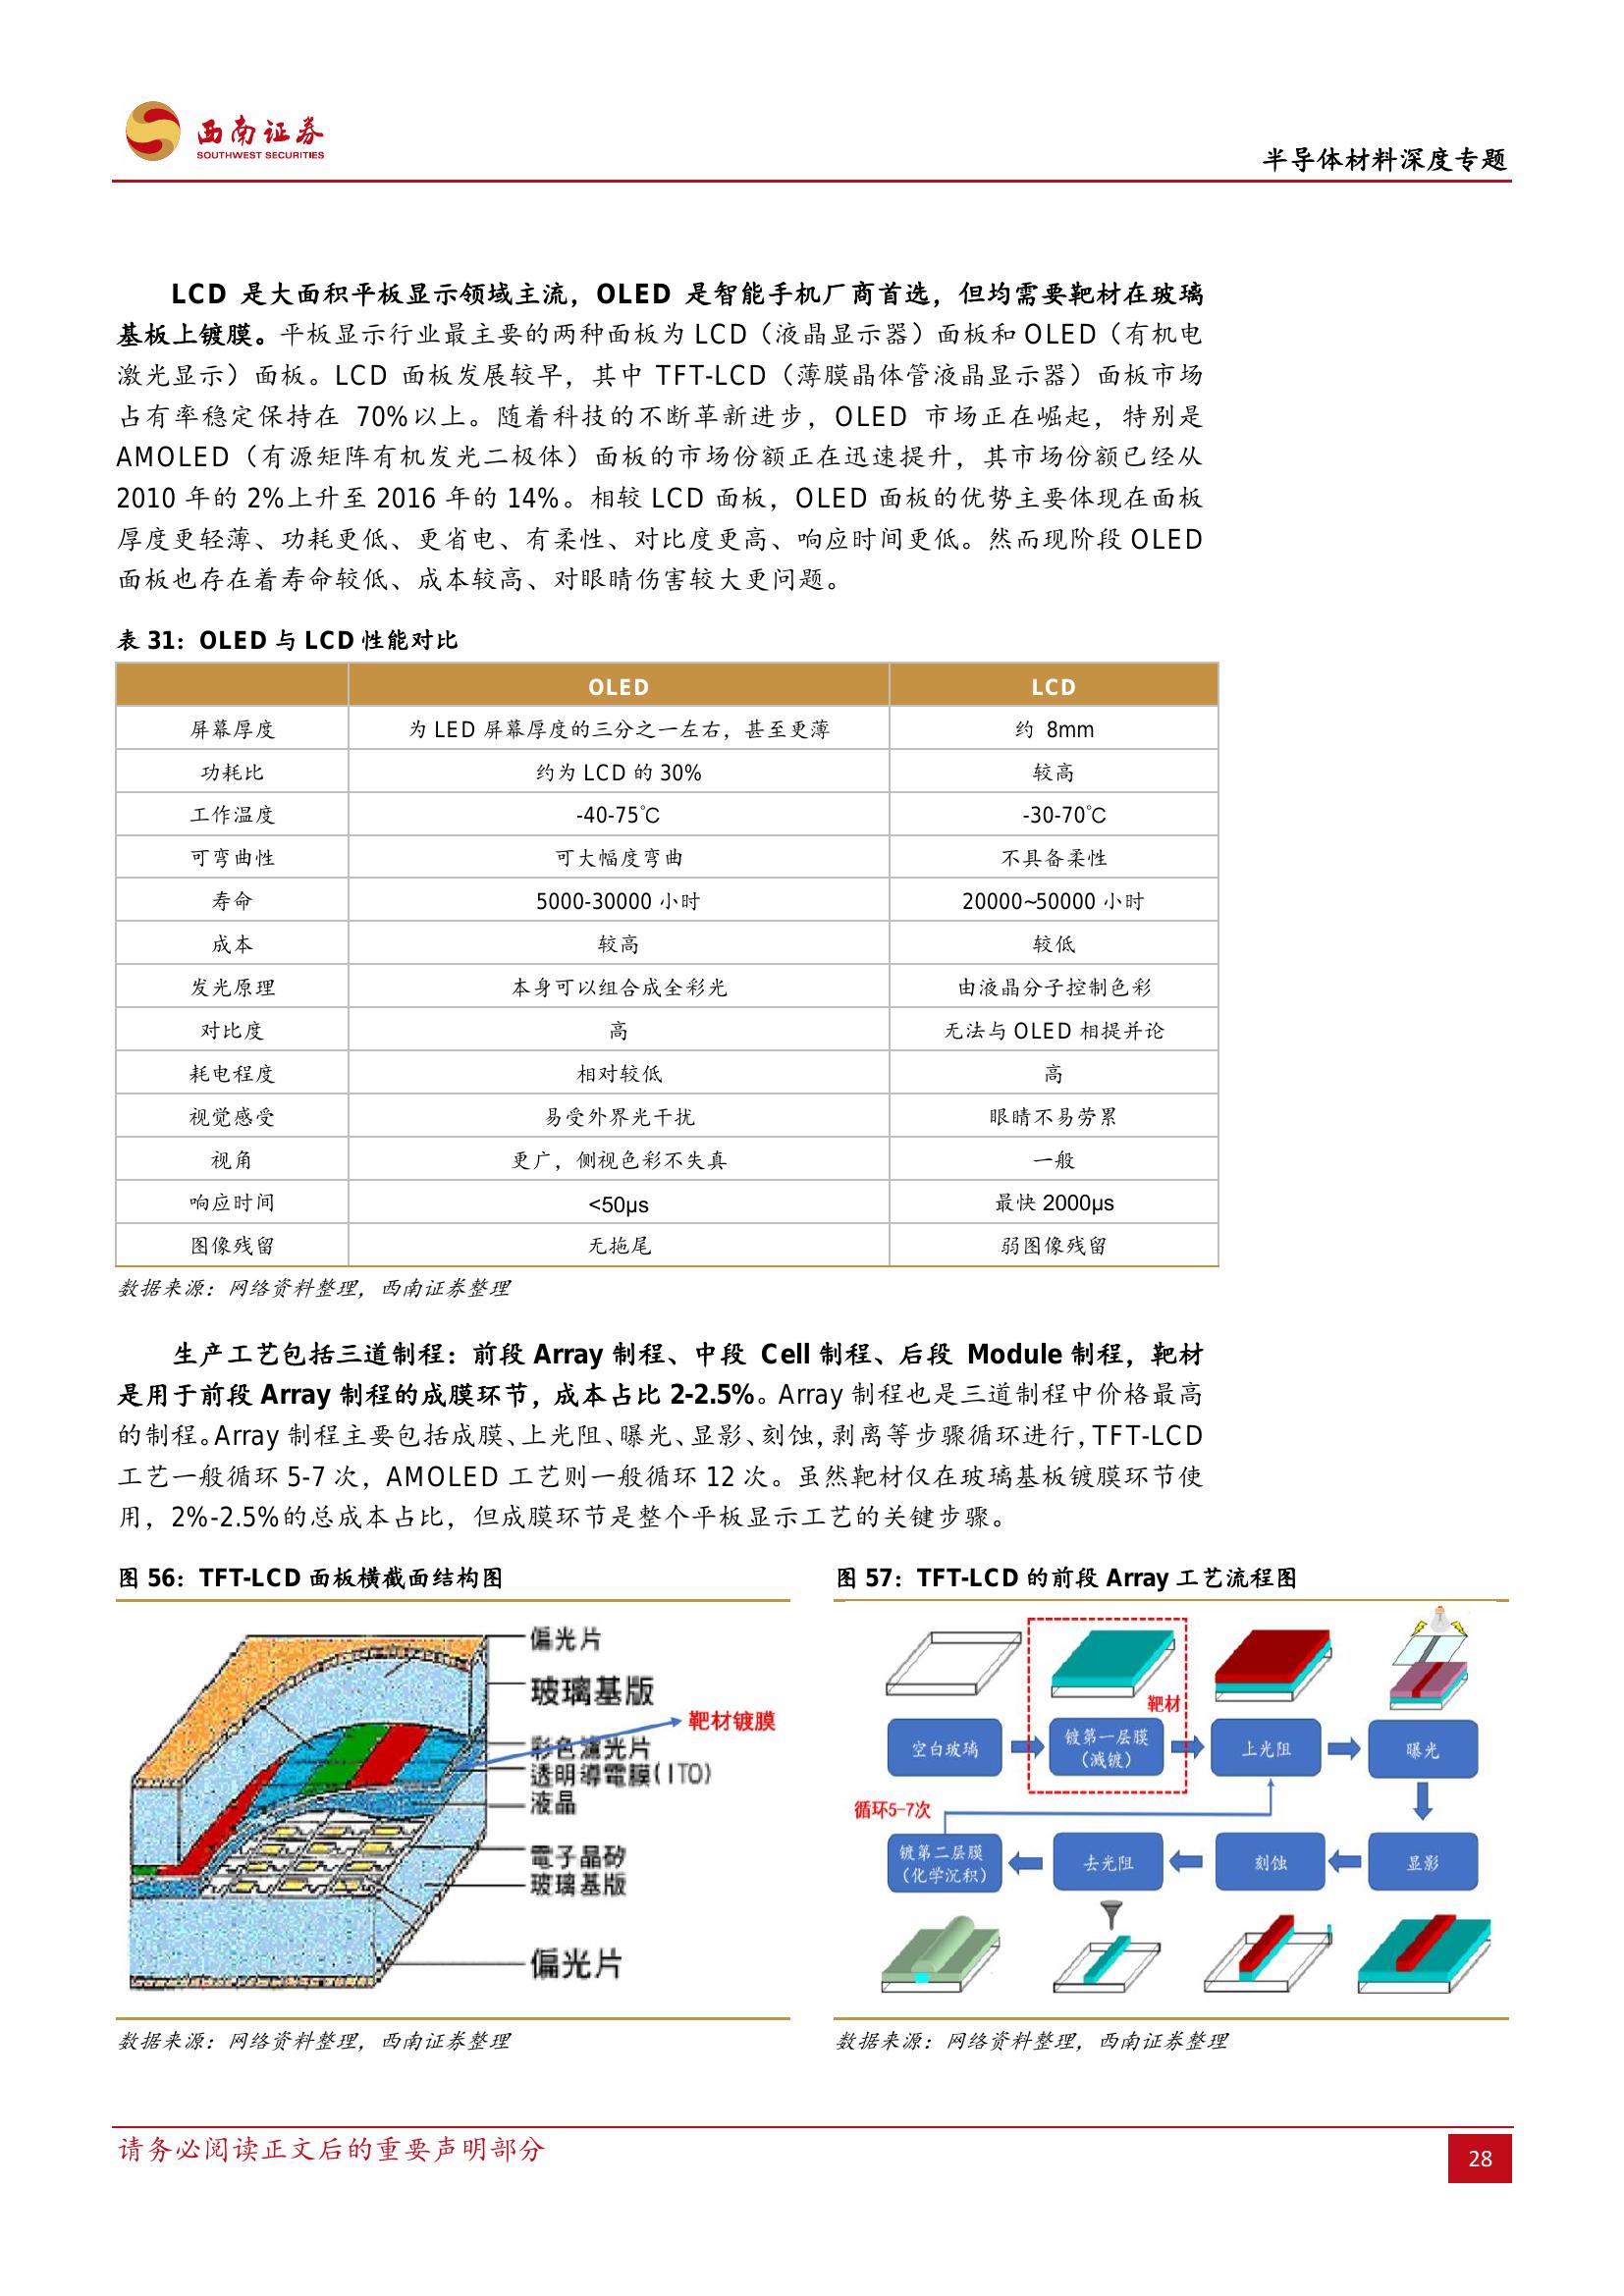 西南证券
SOUTHWEST SECURITIES
半导体材料深度专题
LCD 是大面积平板显示领域主流，OLED 是智能手机厂商首选，但均需要靶材在玻璃
基板上镀膜。平板显示行业最主要的两种面板为 LCD（液晶显示器）面板和 OLED（有机电
激光显示）面板。LCD 面板发展较早，其中 TFT-LCD（薄膜晶体管液晶显示器）面板市场
占有率稳定保持在 70%以上。随着科技的不断革新进步，OLED 市场正在崛起，特别是
AMOLED（有源矩阵有机发光二极体）面板的市场份额正在迅速提升，其市场份额已经从
2010 年的 2%上升至 2016 年的 14%。相较 LCD 面板，OLED 面板的优势主要体现在面板
厚度更轻薄、功耗更低、更省电、有柔性、对比度更高、响应时间更低。然而现阶段 OLED
面板也存在着寿命较低、成本较高、对眼睛伤害较大更问题。
表 31：OLED 与 LCD 性能对比
OLED LCD
屏幕厚度 为 LED 屏幕厚度的三分之一左右，甚至更薄 约 8mm
功耗比 约为 LCD 的 30% 较高
工作温度 -40-75℃ -30-70℃
可弯曲性 可大幅度弯曲 不具备柔性
寿命 5000-30000 小时 20000~50000 小时
成本 较高 较低
发光原理 本身可以组合成全彩光 由液晶分子控制色彩
对比度 高 无法与 OLED 相提并论
耗电程度 相对较低 高
视觉感受 易受外界光干扰 眼睛不易劳累
视角 更广，侧视色彩不失真 一般
响应时间 <50μs 最快 2000μs
图像残留 无拖尾 弱图像残留
数据来源：网络资料整理，西南证券整理
生产工艺包括三道制程：前段 Array 制程、中段 Cell 制程、后段 Module 制程，靶材
是用于前段 Array 制程的成膜环节，成本占比 2-2.5%。Array 制程也是三道制程中价格最高
的制程。Array 制程主要包括成膜、上光阻、曝光、显影、刻蚀，剥离等步骤循环进行，TFT-LCD
工艺一般循环 5-7 次，AMOLED 工艺则一般循环 12 次。虽然靶材仅在玻璃基板镀膜环节使
用，2%-2.5%的总成本占比，但成膜环节是整个平板显示工艺的关键步骤。
图 56：TFT-LCD 面板横截面结构图
偏光片
玻璃基版
靶材镀膜
彩色濾光片
透明導電膜(ITO)
液晶
電子晶矽
玻璃基版
偏光片
数据来源：网络资料整理，西南证券整理
图 57：TFT-LCD 的前段 Array 工艺流程图
靶材
空白玻璃
镀第一层膜
（溅镀）
上光阻
曝光
循环5-7次
镀第二层膜
（化学沉积）
去光阻
刻蚀
显影
数据来源：网络资料整理，西南证券整理
请务必阅读正文后的重要声明部分
28